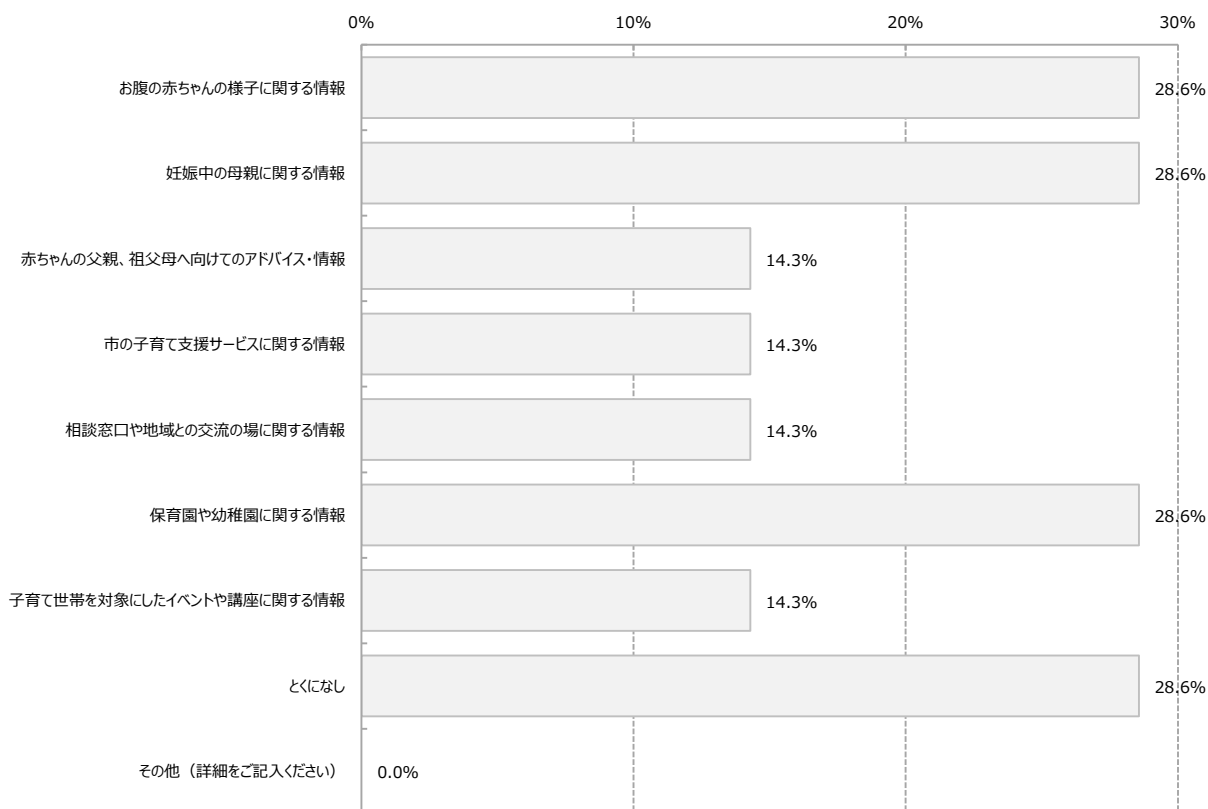 0% 10% 20% 30%
お腹の赤ちゃんの様子に関する情報 28.6%
妊娠中の母親に関する情報 28.6%
赤ちゃんの父親、祖父母へ向けてのアドバイス・情報 14.3%
市の子育て支援サービスに関する情報 14.3%
相談窓口や地域との交流の場に関する情報 14.3%
保育園や幼稚園に関する情報 28.6%
子育て世帯を対象にしたイベントや講座に関する情報 14.3%
とくになし 28.6%
その他（詳細をご記入ください） 0.0%